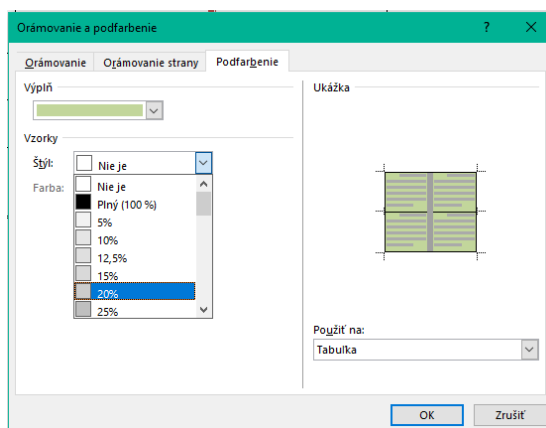 Orámovanie a podfarbenie
Orámovanie Orámovanie strany Podfarbenie
Výplň
Vzorky
Štýl: Nie je
Farba:
Nie je
Plný (100 %)
5%
10%
12,5%
15%
20%
25%
Ukážka
Použiť na:
Tabuľka
OK Zrušiť